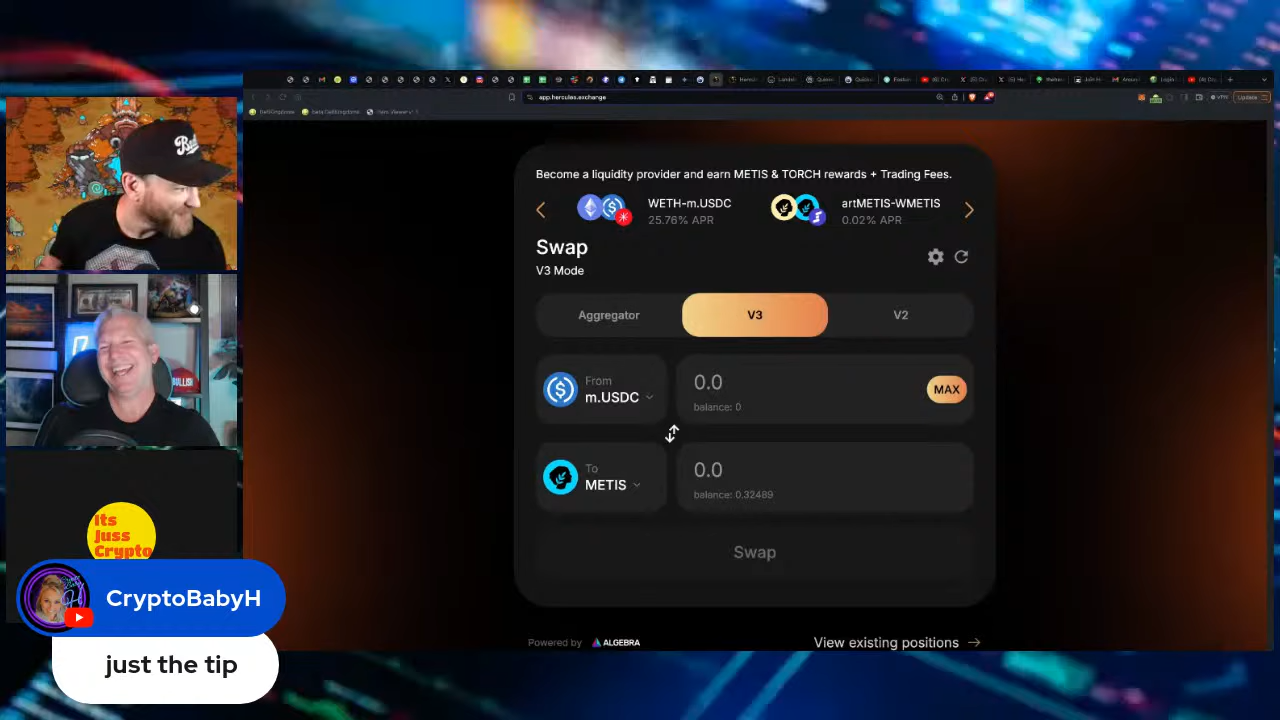 app.hercules.exchange
VPN
Update
Become a liquidity provider and earn METIS & TORCH rewards + Trading Fees.
WETH-m.USDC
25.76% APR
artMETIS-WMETIS
0.02% APR
Swap
V3 Mode
Aggregator
V3
V2
From
m.USDC
0.0
MAX
balance: 0
To
METIS
0.0
balance: 0.32489
Swap
Powered by ALGEBRA
View existing positions →
BULLISH
Its
Juss
Crypto
CryptoBabyH
just the tip